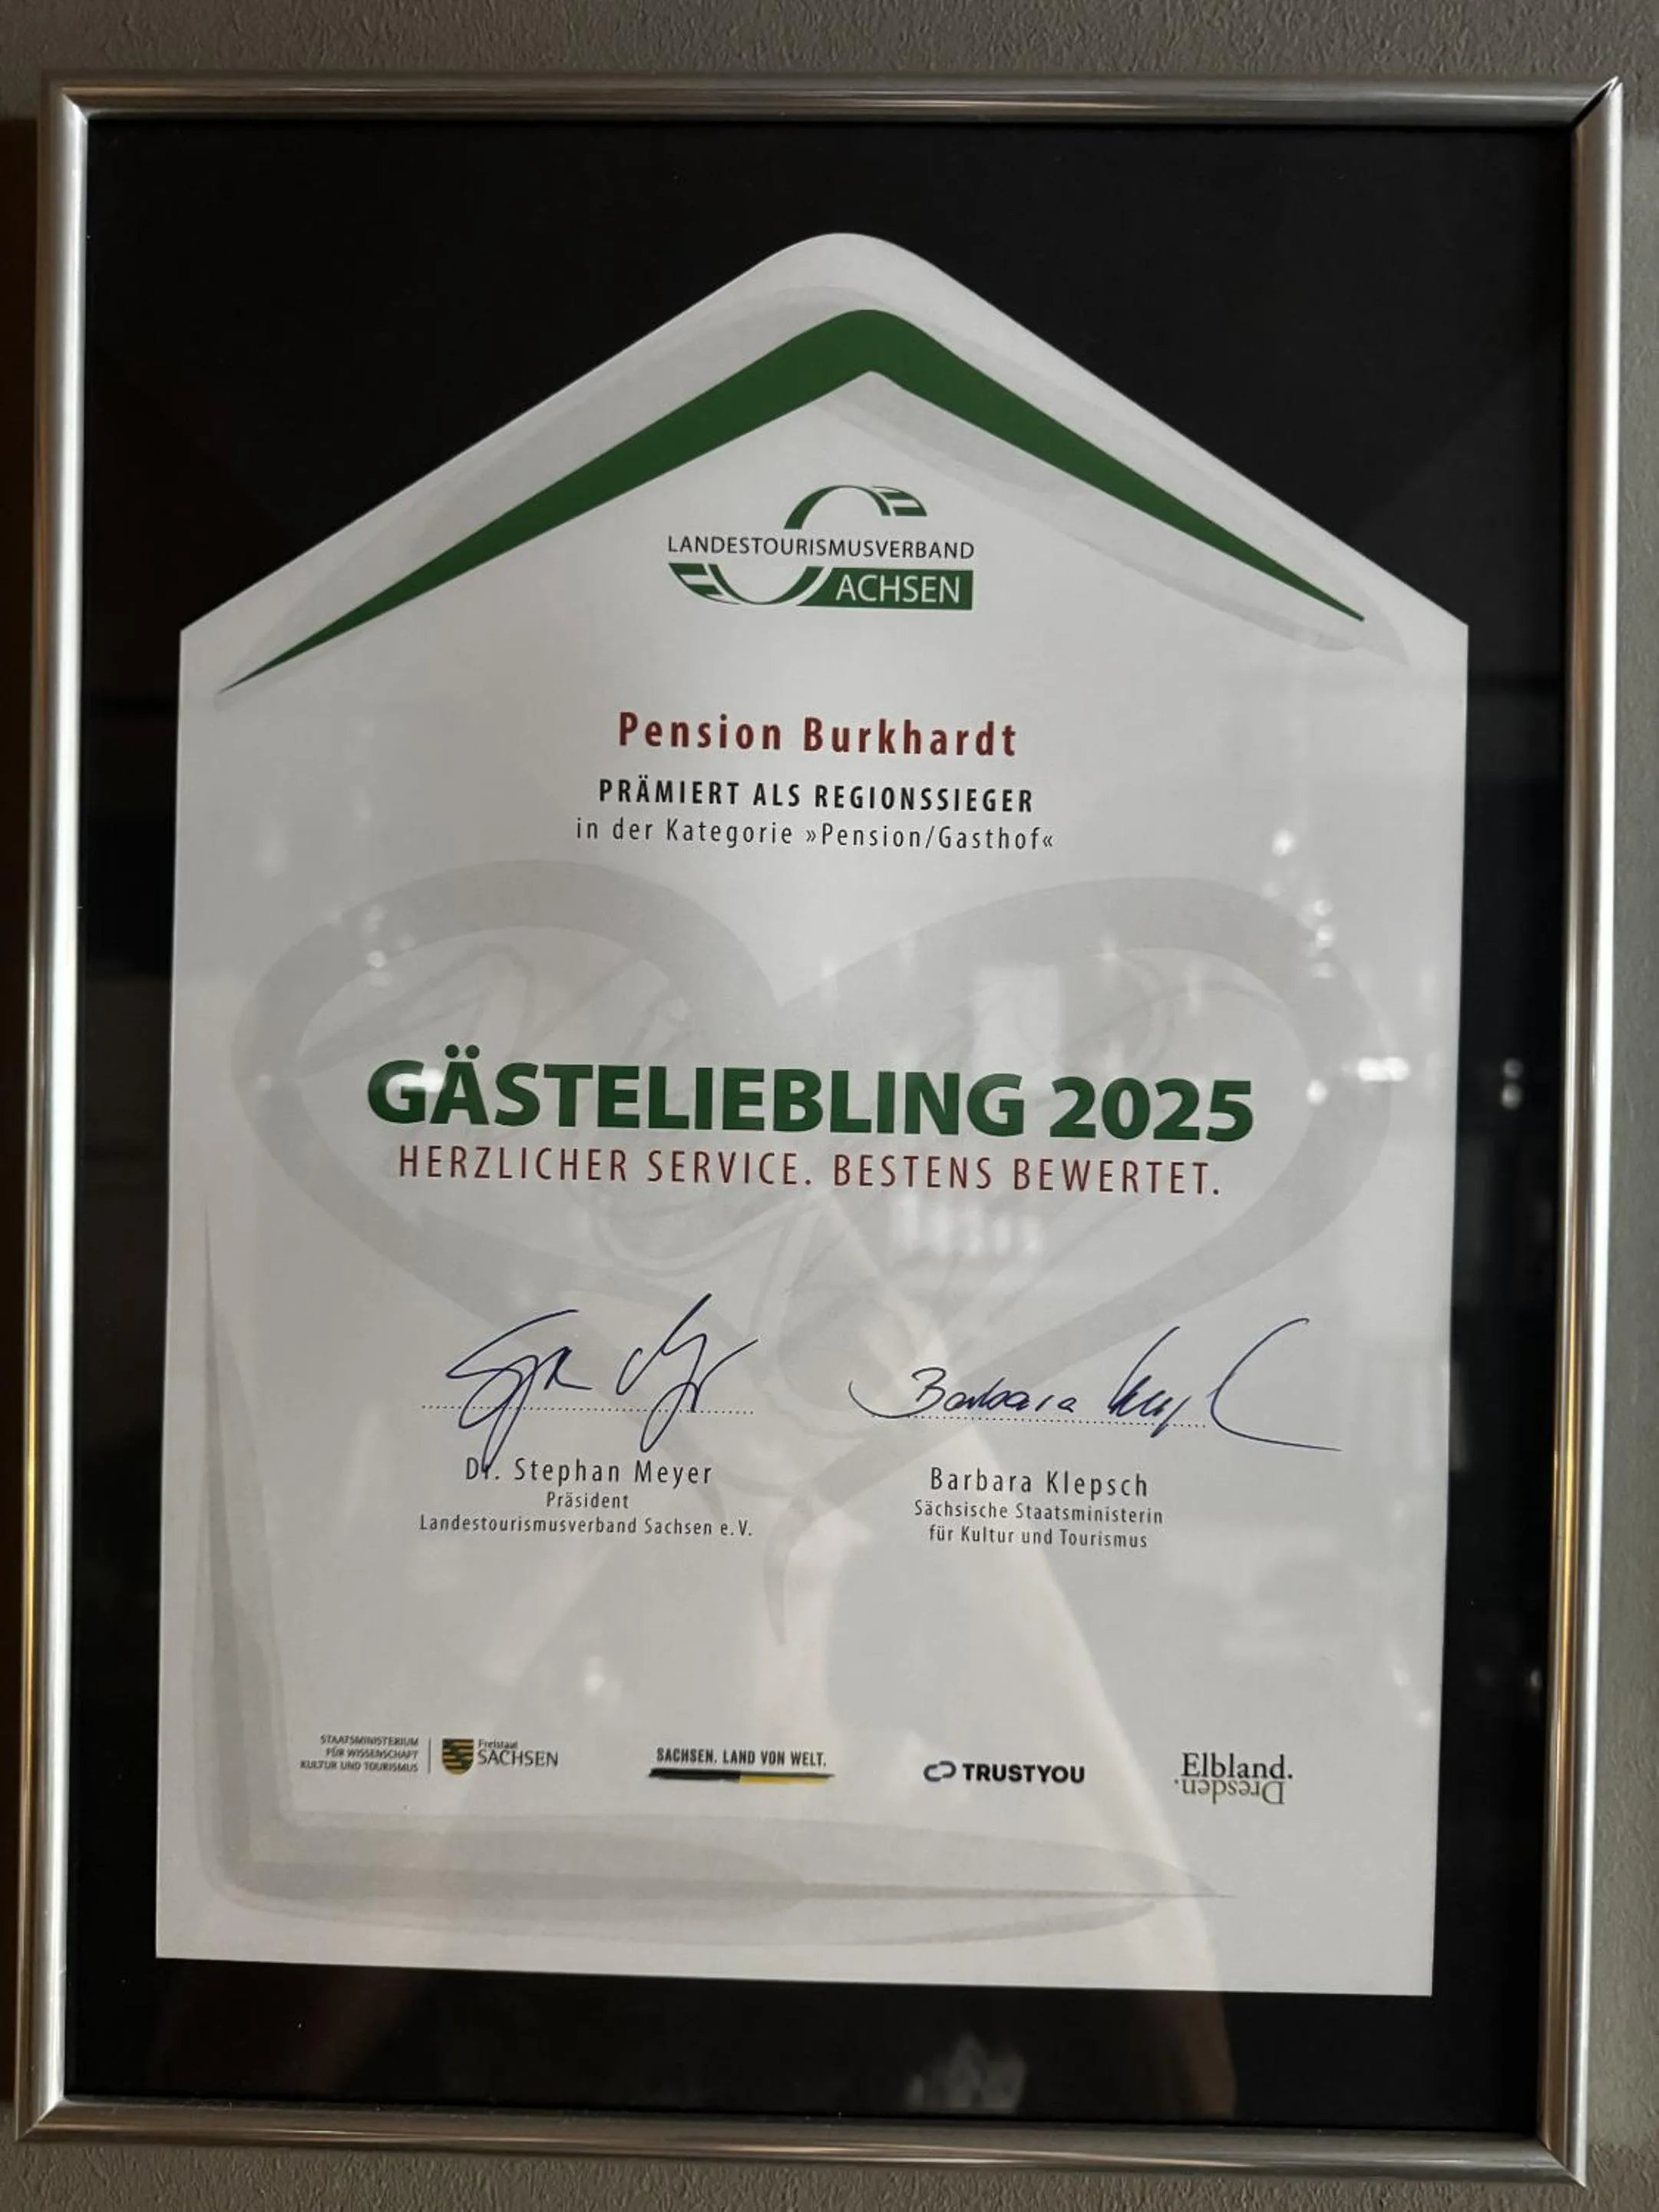 LANDESTOURISMUSVERBAND
SACHSEN
Pension Burkhardt
PRÄMIERT ALS REGIONSSIEGER
in der Kategorie »Pension/Gasthof«
GÄSTELIEBLING 2025
HERZLICHER SERVICE. BESTENS BEWERTET.
Barbara
Dr. Stephan Meyer
Präsident
Landestourismusverband Sachsen e.V.
Barbara Klepsch
Sächsische Staatsministerin
für Kultur und Tourismus
STAATSMINISTERIUM
FÜR WISSENSCHAFT
KULTUR UND TOURISMUS
Freistaat
SACHSEN
SACHSEN. LAND VON WELT.
TRUSTYOU
Elbland.
Dresden.